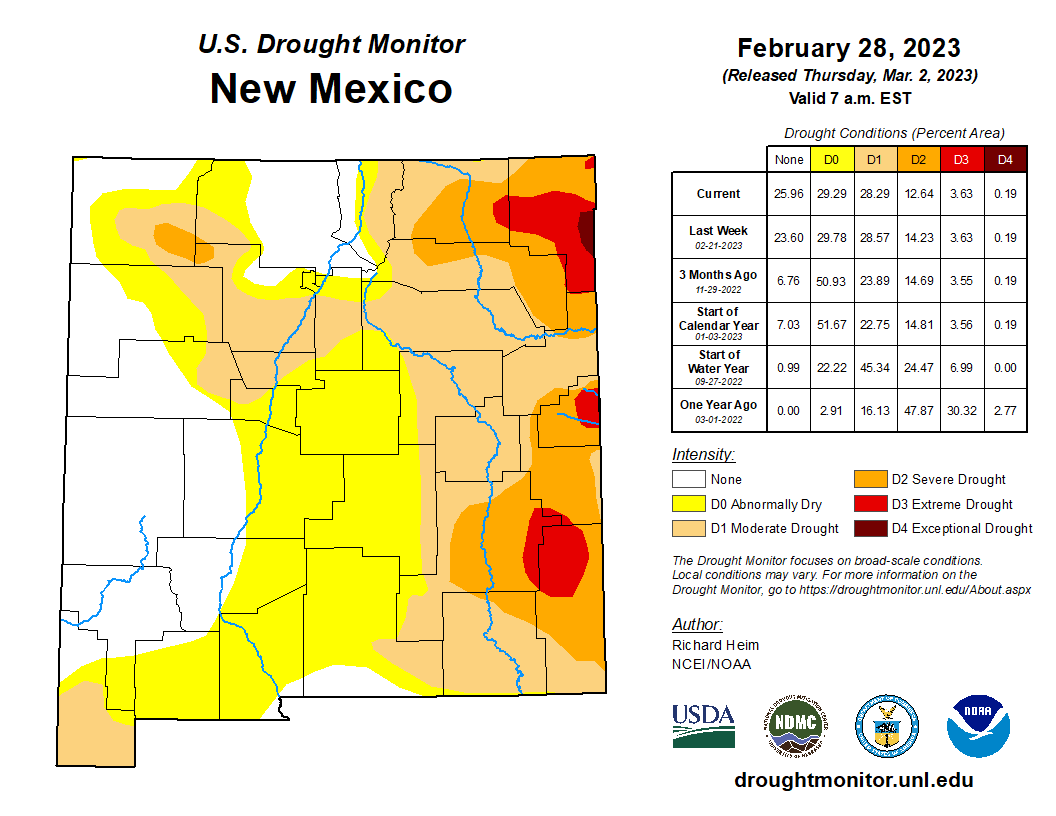 U.S. Drought Monitor
New Mexico
February 28, 2023
(Released Thursday, Mar. 2, 2023)
Valid 7 a.m. EST
Drought Conditions (Percent Area)
None D0 D1 D2 D3 D4
Current 25.96 29.29 28.29 12.64 3.63 0.19
Last Week 23.60 29.78 28.57 14.23 3.63 0.19
02-21-2023
3 Months Ago 6.76 50.93 23.89 14.69 3.55 0.19
11-29-2022
Start of
Calendar Year 7.03 51.67 22.75 14.81 3.56 0.19
01-03-2023
Start of
Water Year 0.99 22.22 45.34 24.47 6.99 0.00
09-27-2022
One Year Ago 0.00 2.91 16.13 47.87 30.32 2.77
03-01-2022
Intensity:
None
D0 Abnormally Dry
D1 Moderate Drought
D2 Severe Drought
D3 Extreme Drought
D4 Exceptional Drought
The Drought Monitor focuses on broad-scale conditions.
Local conditions may vary. For more information on the
Drought Monitor, go to https://droughtmonitor.unl.edu/About.aspx
Author:
Richard Heim
NCEI/NOAA
USDA
NDMC
NOAA
droughtmonitor.unl.edu